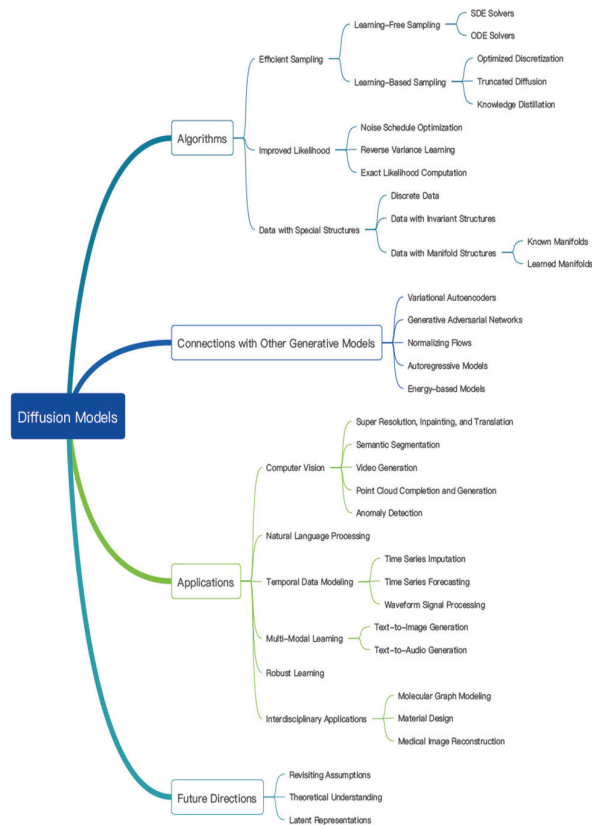 Diffusion Models
Algorithms
Efficient Sampling
Learning-Free Sampling
SDE Solvers
ODE Solvers
Learning-Based Sampling
Optimized Discretization
Truncated Diffusion
Knowledge Distillation
Improved Likelihood
Noise Schedule Optimization
Reverse Variance Learning
Exact Likelihood Computation
Data with Special Structures
Discrete Data
Data with Invariant Structures
Data with Manifold Structures
Known Manifolds
Learned Manifolds
Connections with Other Generative Models
Variational Autoencoders
Generative Adversarial Networks
Normalizing Flows
Autoregressive Models
Energy-based Models
Applications
Computer Vision
Super Resolution, Inpainting, and Translation
Semantic Segmentation
Video Generation
Point Cloud Completion and Generation
Anomaly Detection
Natural Language Processing
Temporal Data Modeling
Time Series Imputation
Time Series Forecasting
Waveform Signal Processing
Multi-Modal Learning
Text-to-Image Generation
Text-to-Audio Generation
Robust Learning
Interdisciplinary Applications
Molecular Graph Modeling
Material Design
Medical Image Reconstruction
Future Directions
Revisiting Assumptions
Theoretical Understanding
Latent Representations